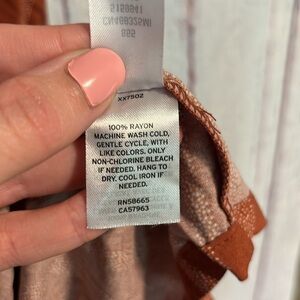 XX7502
100% RAYON
MACHINE WASH COLD,
GENTLE CYCLE, WITH
LIKE COLORS. ONLY
NON-CHLORINE BLEACH
IF NEEDED. HANG TO
DRY. COOL IRON IF
NEEDED.
RN58665
CA57963